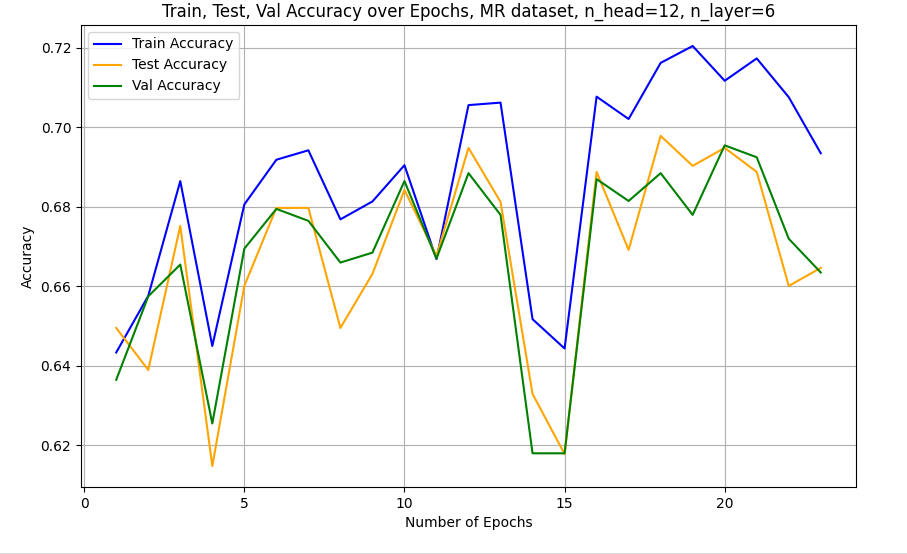 Train, Test, Val Accuracy over Epochs, MR dataset, n_head=12, n_layer=6
Train Accuracy
Test Accuracy
Val Accuracy
0.72
0.70
0.68
0.66
0.64
0.62
Accuracy
0 5 10 15 20
Number of Epochs